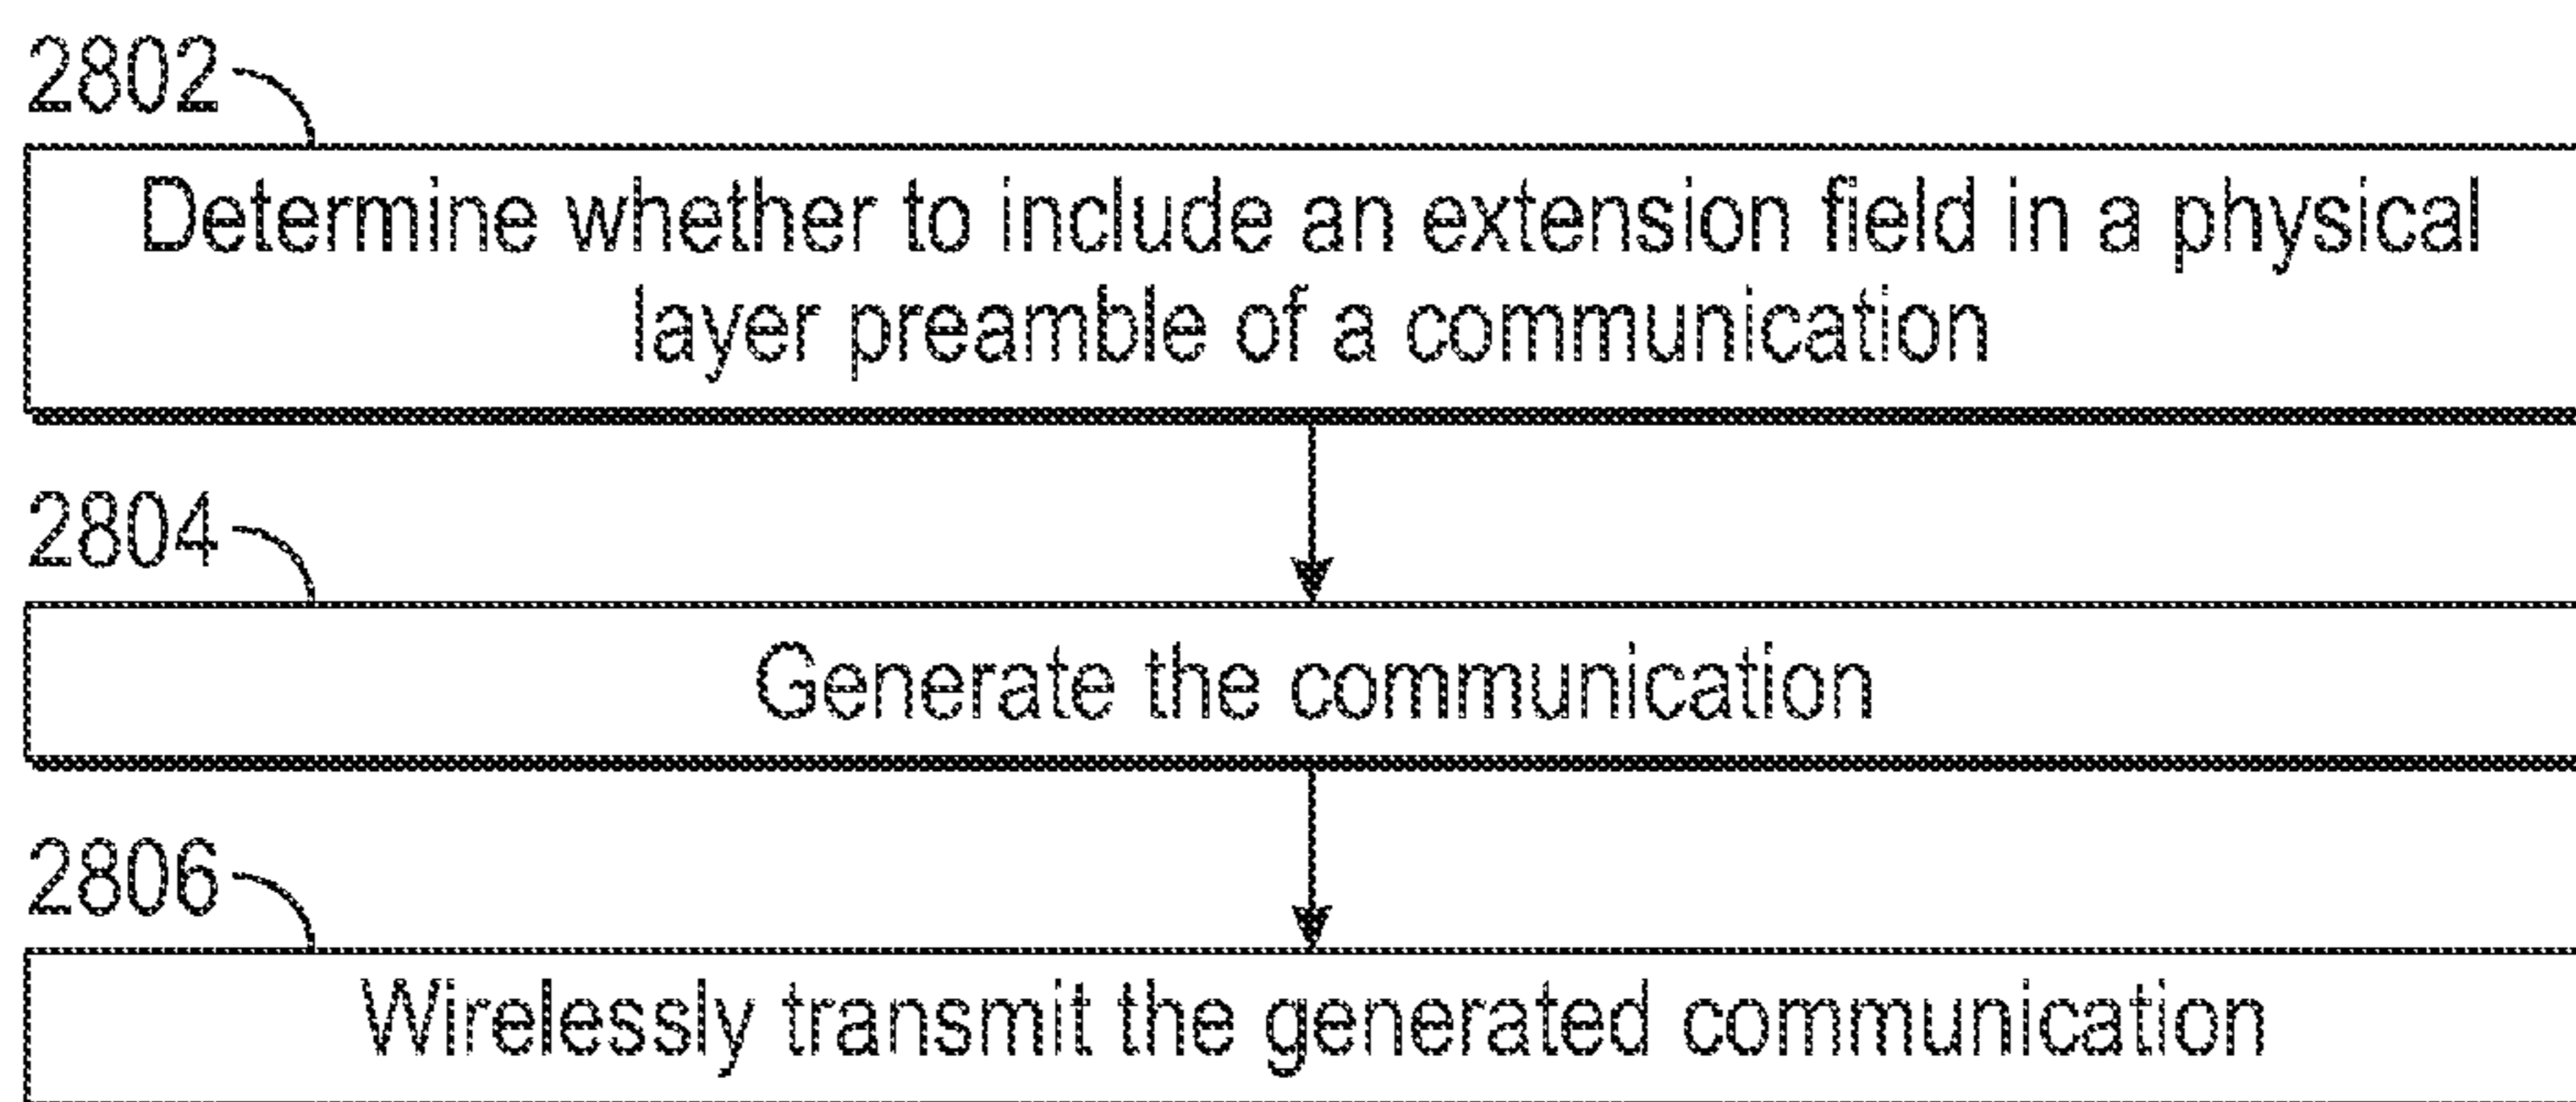 2802
Determine whether to include an extension field in a physical
layer preamble of a communication
2804
Generate the communication
2806
Wirelessly transmit the generated communication